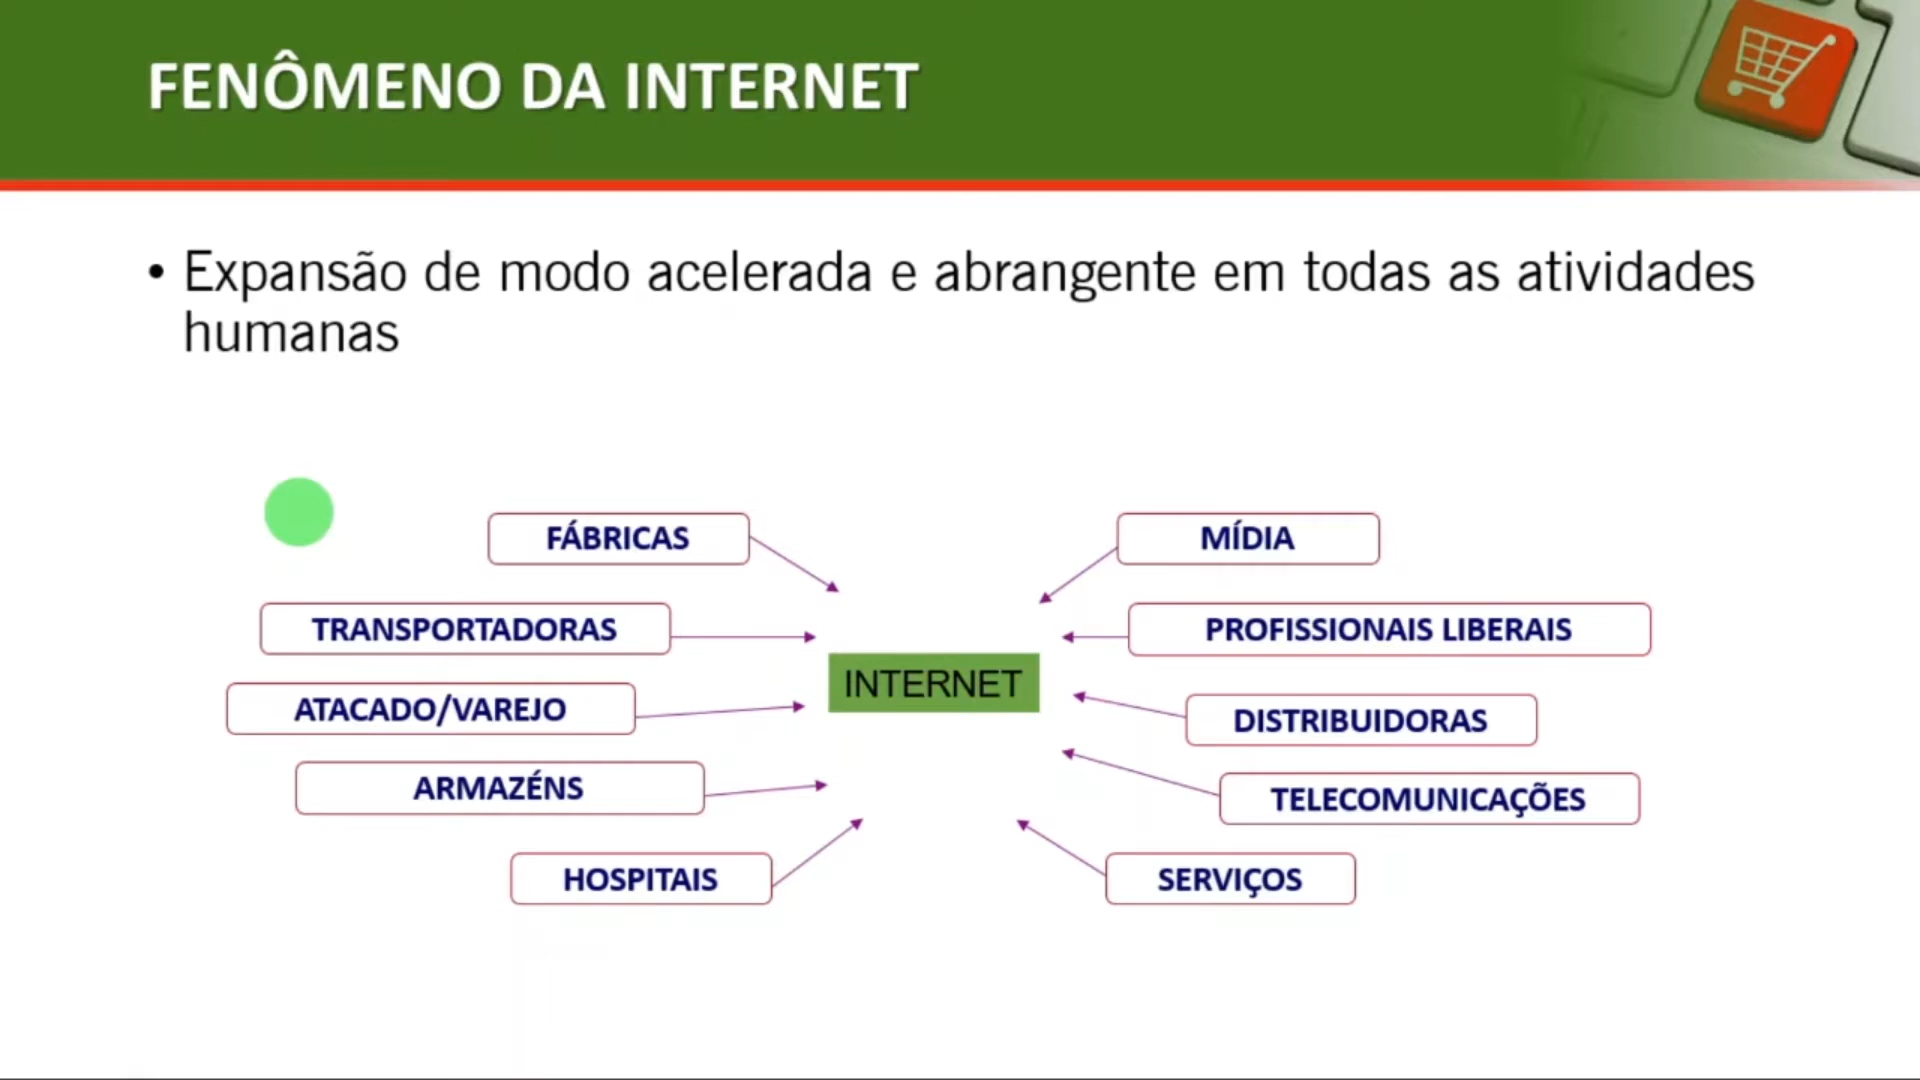 FENÔMENO DA INTERNET
• Expansão de modo acelerada e abrangente em todas as atividades
humanas
FÁBRICAS
MÍDIA
TRANSPORTADORAS
PROFISSIONAIS LIBERAIS
INTERNET
ATACADO/VAREJO
DISTRIBUIDORAS
ARMAZÉNS
TELECOMUNICAÇÕES
HOSPITAIS
SERVIÇOS